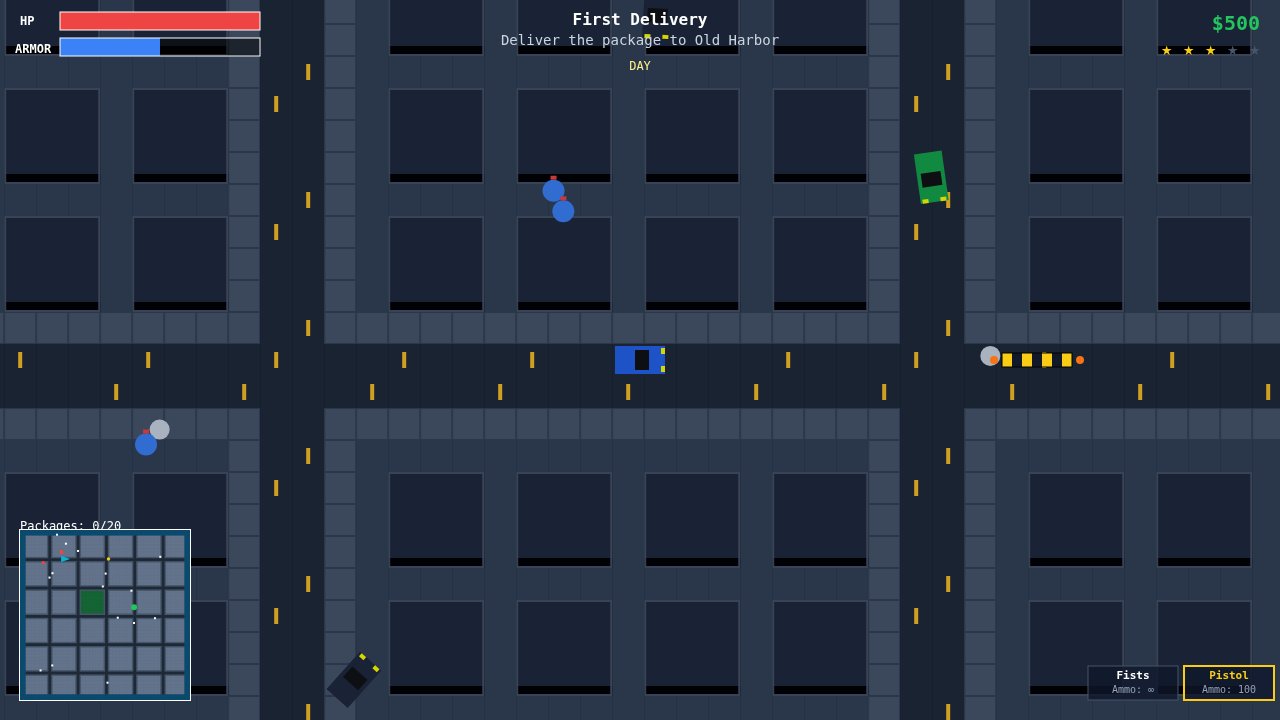 HP
First Delivery
$500
Deliver the package to Old Harbor
ARMOR
★ ★ ★ ★ ★
DAY
Packages: 0/20
Fists
Ammo: ∞
Pistol
Ammo: 100